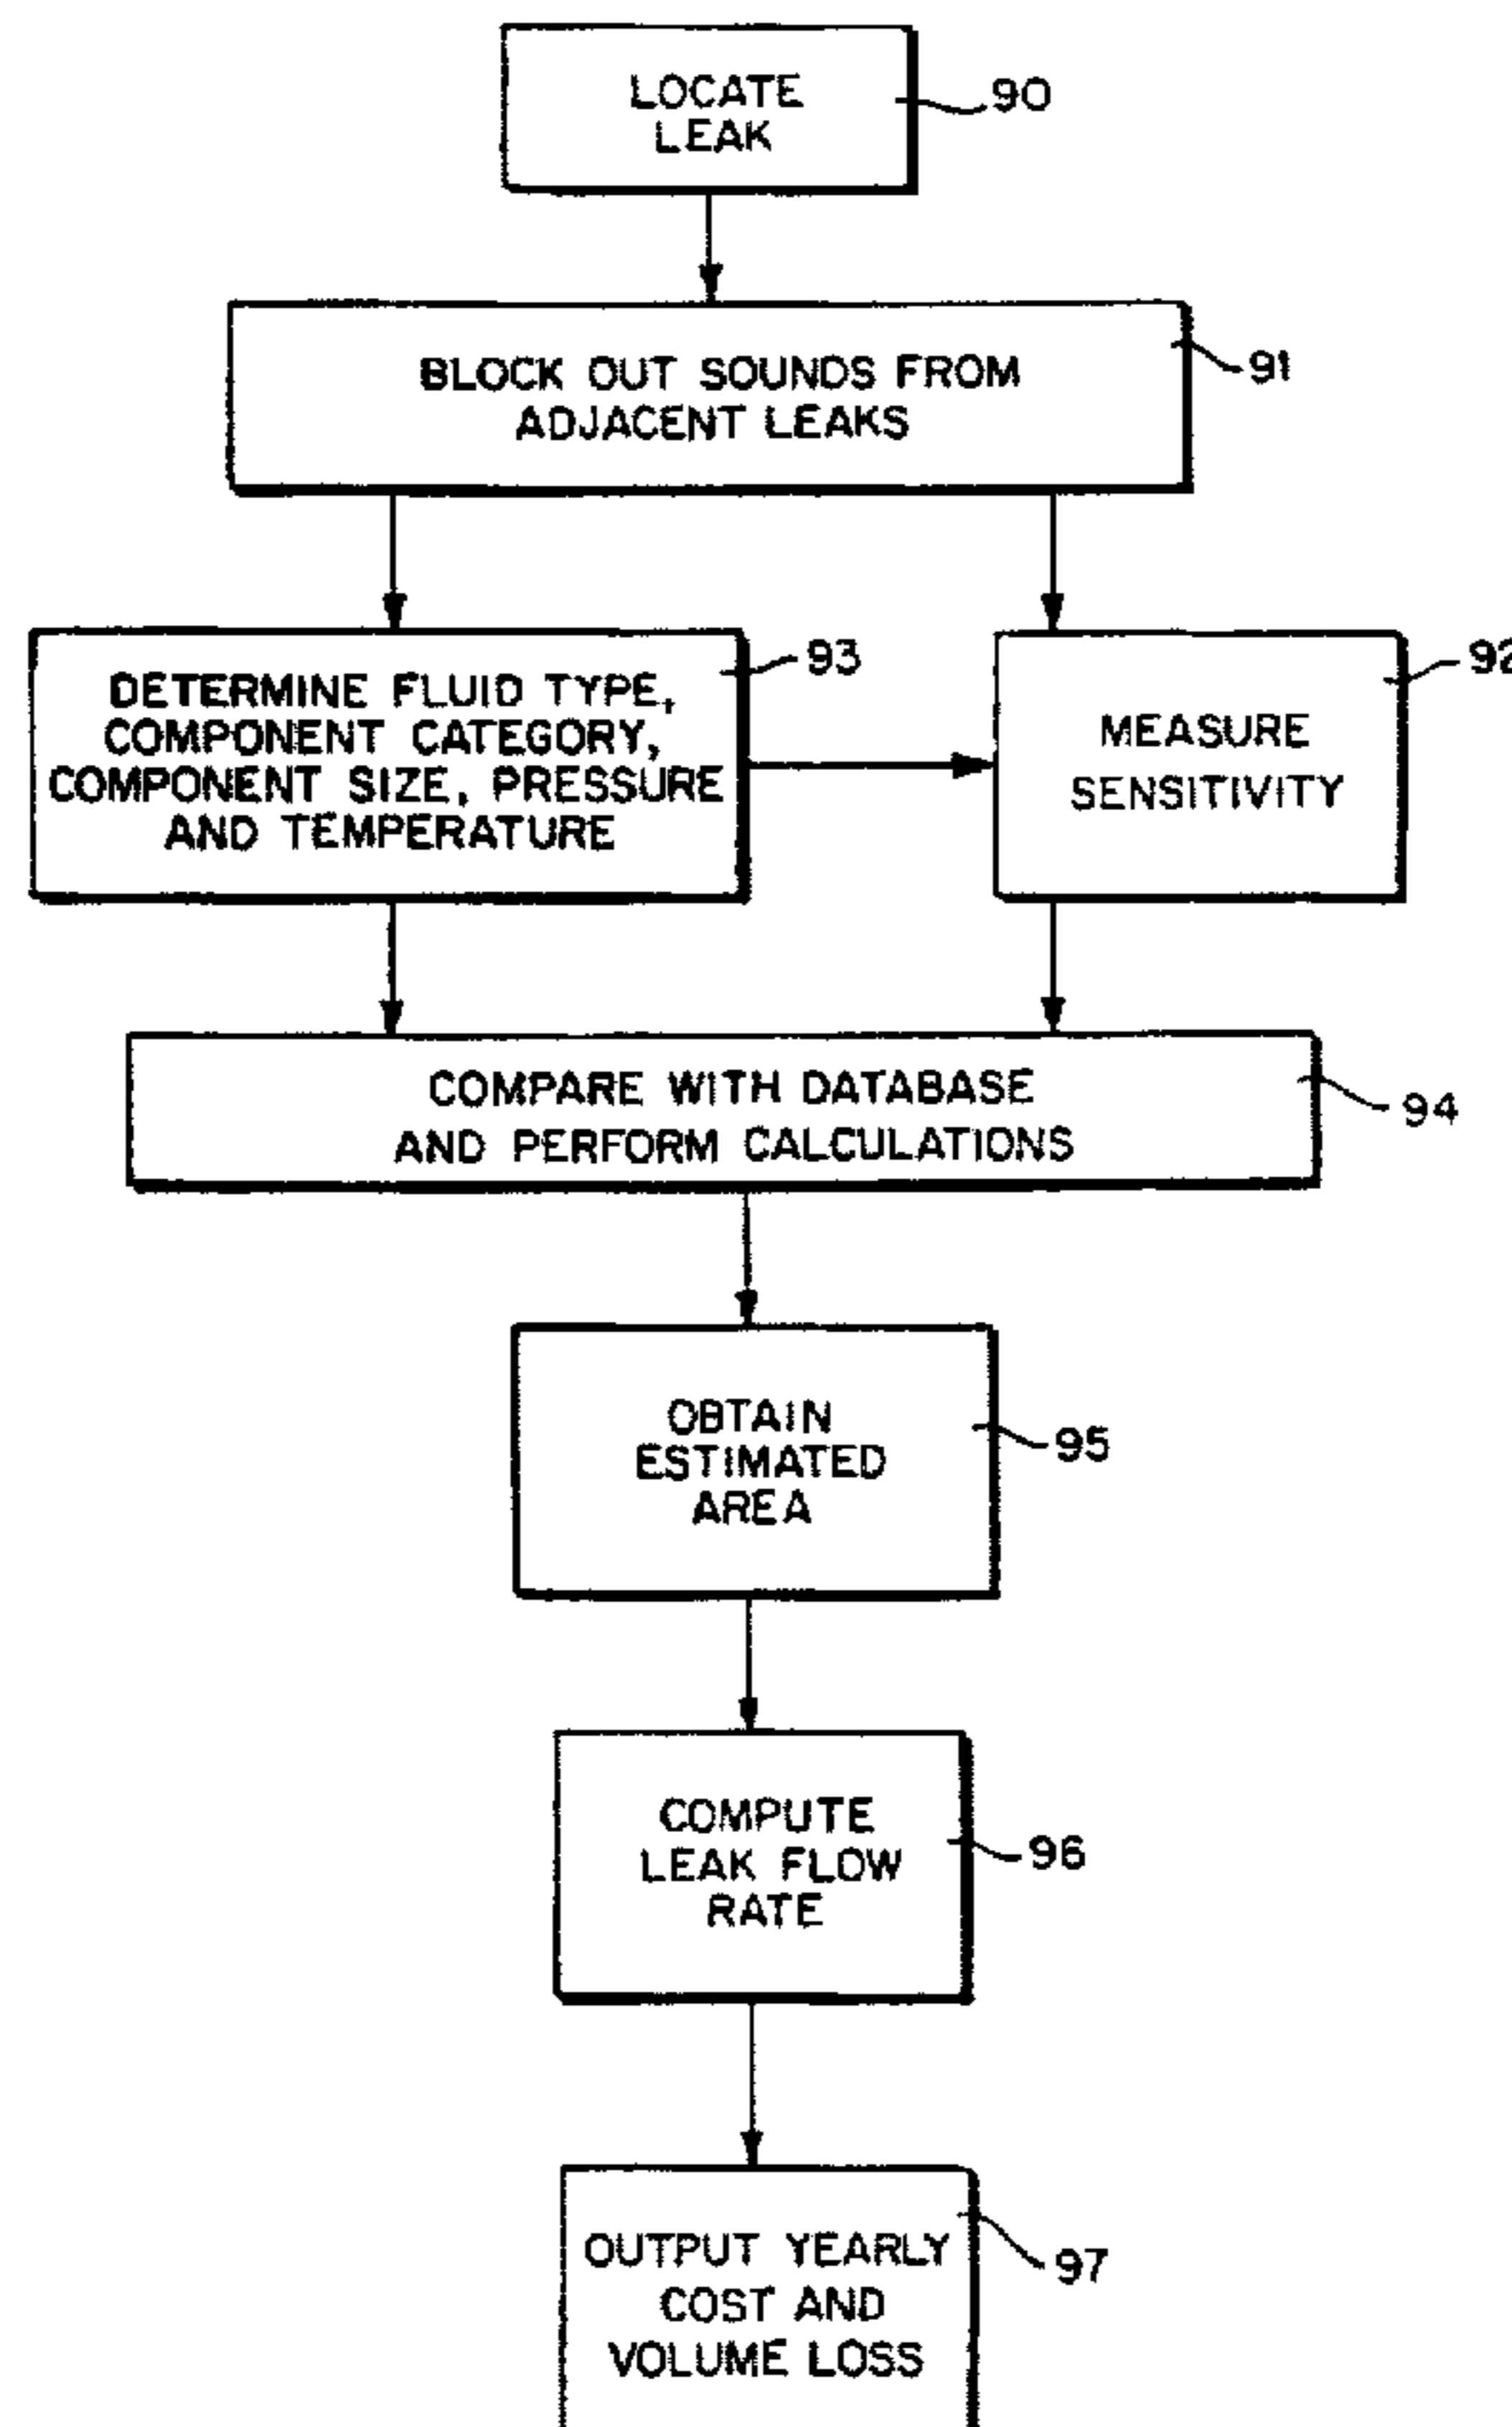 LOCATE
LEAK
90
BLOCK OUT SOUNDS FROM
ADJACENT LEAKS
91
DETERMINE FLUID TYPE,
COMPONENT CATEGORY,
COMPONENT SIZE, PRESSURE
AND TEMPERATURE
93
MEASURE
SENSITIVITY
92
COMPARE WITH DATABASE
AND PERFORM CALCULATIONS
94
OBTAIN
ESTIMATED
AREA
95
COMPUTE
LEAK FLOW
RATE
96
OUTPUT YEARLY
COST AND
VOLUME LOSS
97